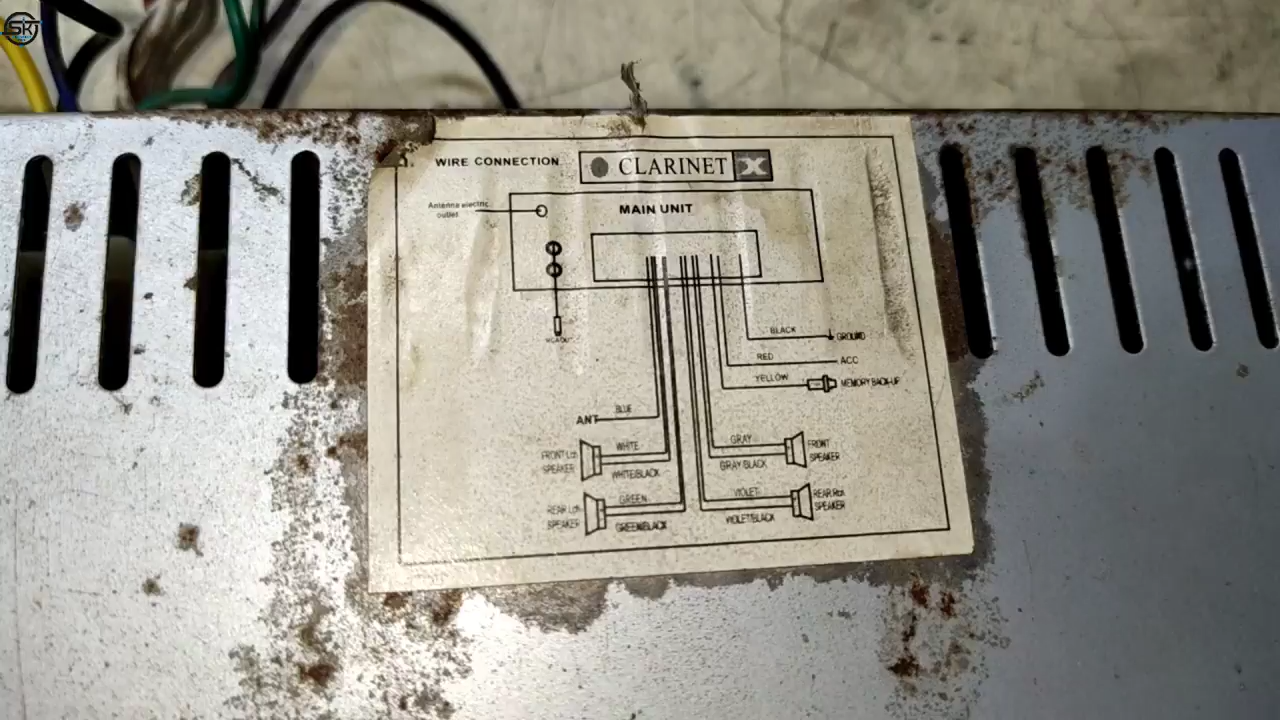 SKT
WIRE CONNECTION
CLARINET X
Antenna electric
outlet
MAIN UNIT
BLACK
GROUND
RED
ACC
YELLOW
MEMORY BACK-UP
ANT
BLUE
FRONT Lch
SPEAKER
WHITE
WHITE/BLACK
GRAY
GRAY/BLACK
FRONT
SPEAKER
REAR Lch
SPEAKER
GREEN
GREEN/BLACK
VIOLET
VIOLET/BLACK
REAR Rch
SPEAKER